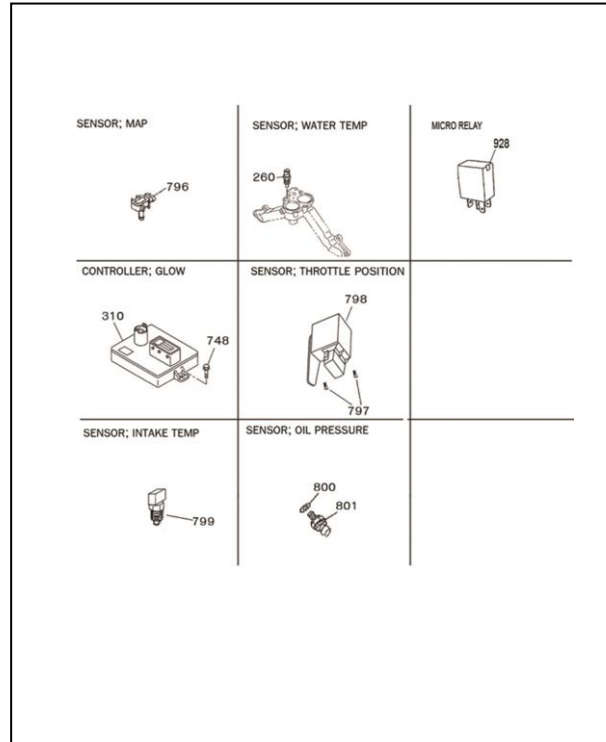 SENSOR; MAP
796
SENSOR; WATER TEMP
260
MICRO RELAY
928
CONTROLLER; GLOW
310
748
SENSOR; THROTTLE POSITION
798
797
SENSOR; INTAKE TEMP
799
SENSOR; OIL PRESSURE
800
801